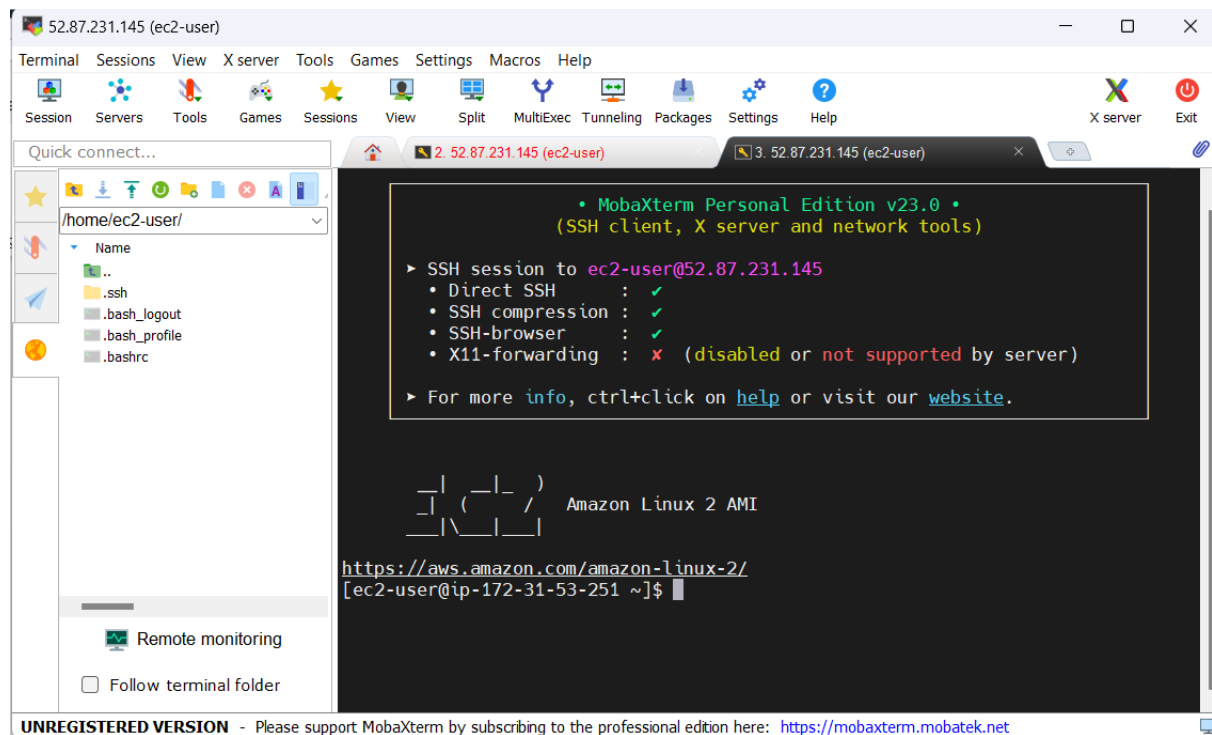 52.87.231.145 (ec2-user)
Terminal Sessions View X server Tools Games Settings Macros Help
Session Servers Tools Games Sessions View Split MultiExec Tunneling Packages Settings Help X server Exit
Quick connect...
2. 52.87.231.145 (ec2-user)
3. 52.87.231.145 (ec2-user)
/home/ec2-user/
Name
..
.ssh
.bash_logout
.bash_profile
.bashrc
Remote monitoring
Follow terminal folder
• MobaXterm Personal Edition v23.0 •
(SSH client, X server and network tools)
► SSH session to ec2-user@52.87.231.145
• Direct SSH : ✔
• SSH compression : ✔
• SSH-browser : ✔
• X11-forwarding : ✘ (disabled or not supported by server)
► For more info, ctrl+click on help or visit our website.
__| __|_ )
_| ( / Amazon Linux 2 AMI
___|\___|___|
https://aws.amazon.com/amazon-linux-2/
[ec2-user@ip-172-31-53-251 ~]$
UNREGISTERED VERSION - Please support MobaXterm by subscribing to the professional edition here: https://mobaxterm.mobatek.net